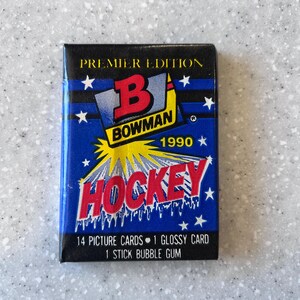 PREMIER EDITION
B
BOWMAN
®
1990
HOCKEY
14 PICTURE CARDS • 1 GLOSSY CARD
1 STICK BUBBLE GUM